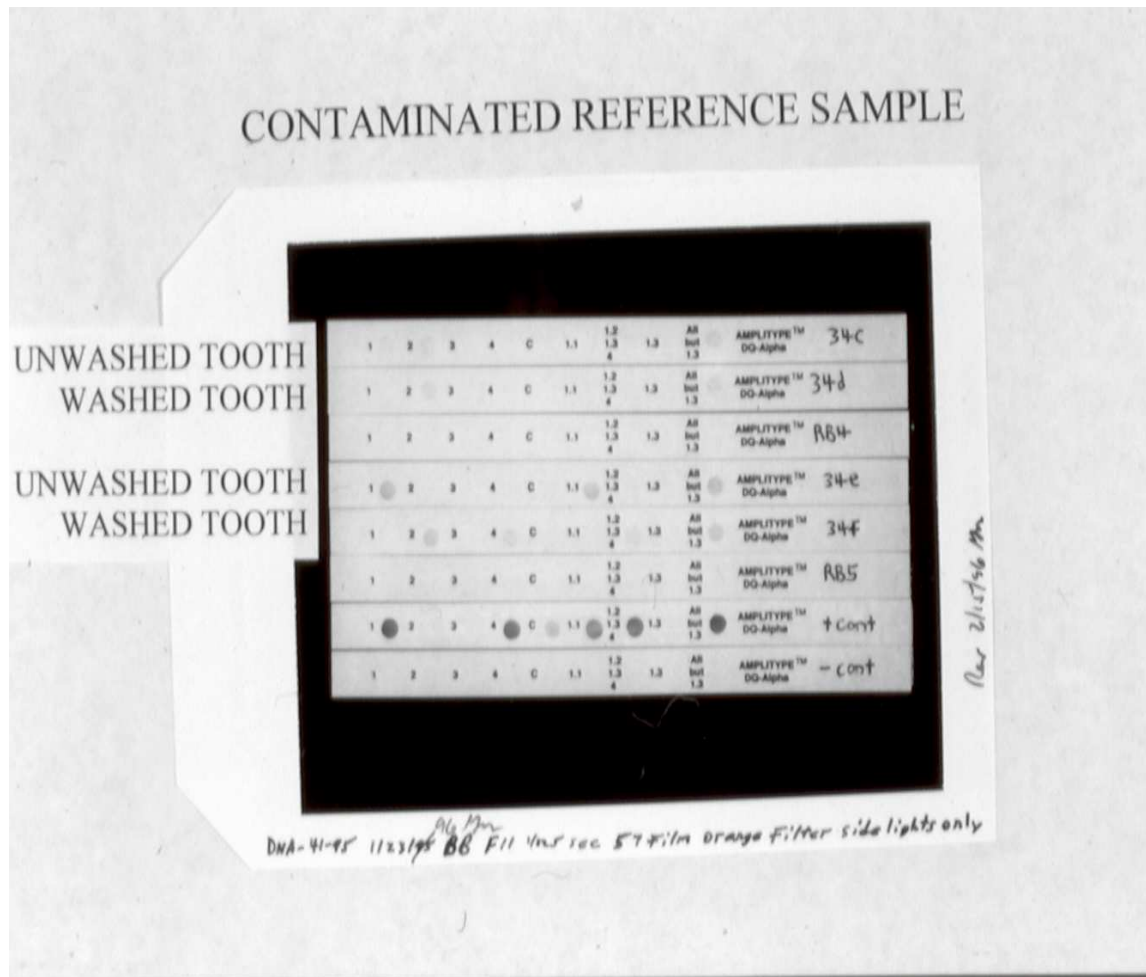 CONTAMINATED REFERENCE SAMPLE
UNWASHED TOOTH
1 2 3 4 C 1.1 1.2 1.3 4 1.3 All but 1.3 AMPLITYPE™ DQ-Alpha 34c
WASHED TOOTH
1 2 3 4 C 1.1 1.2 1.3 4 1.3 All but 1.3 AMPLITYPE™ DQ-Alpha 34d
1 2 3 4 C 1.1 1.2 1.3 4 1.3 All but 1.3 AMPLITYPE™ DQ-Alpha RB4
UNWASHED TOOTH
1 2 3 4 C 1.1 1.2 1.3 4 1.3 All but 1.3 AMPLITYPE™ DQ-Alpha 34e
WASHED TOOTH
1 2 3 4 C 1.1 1.2 1.3 4 1.3 All but 1.3 AMPLITYPE™ DQ-Alpha 34f
1 2 3 4 C 1.1 1.2 1.3 4 1.3 All but 1.3 AMPLITYPE™ DQ-Alpha RB5
1 2 3 4 C 1.1 1.2 1.3 4 1.3 All but 1.3 AMPLITYPE™ DQ-Alpha + cont
1 2 3 4 C 1.1 1.2 1.3 4 1.3 All but 1.3 AMPLITYPE™ DQ-Alpha - cont
2/15/96
96
DNA-41-95 1/23/95 BB F11 sec 57 Film Orange Filter side lights only